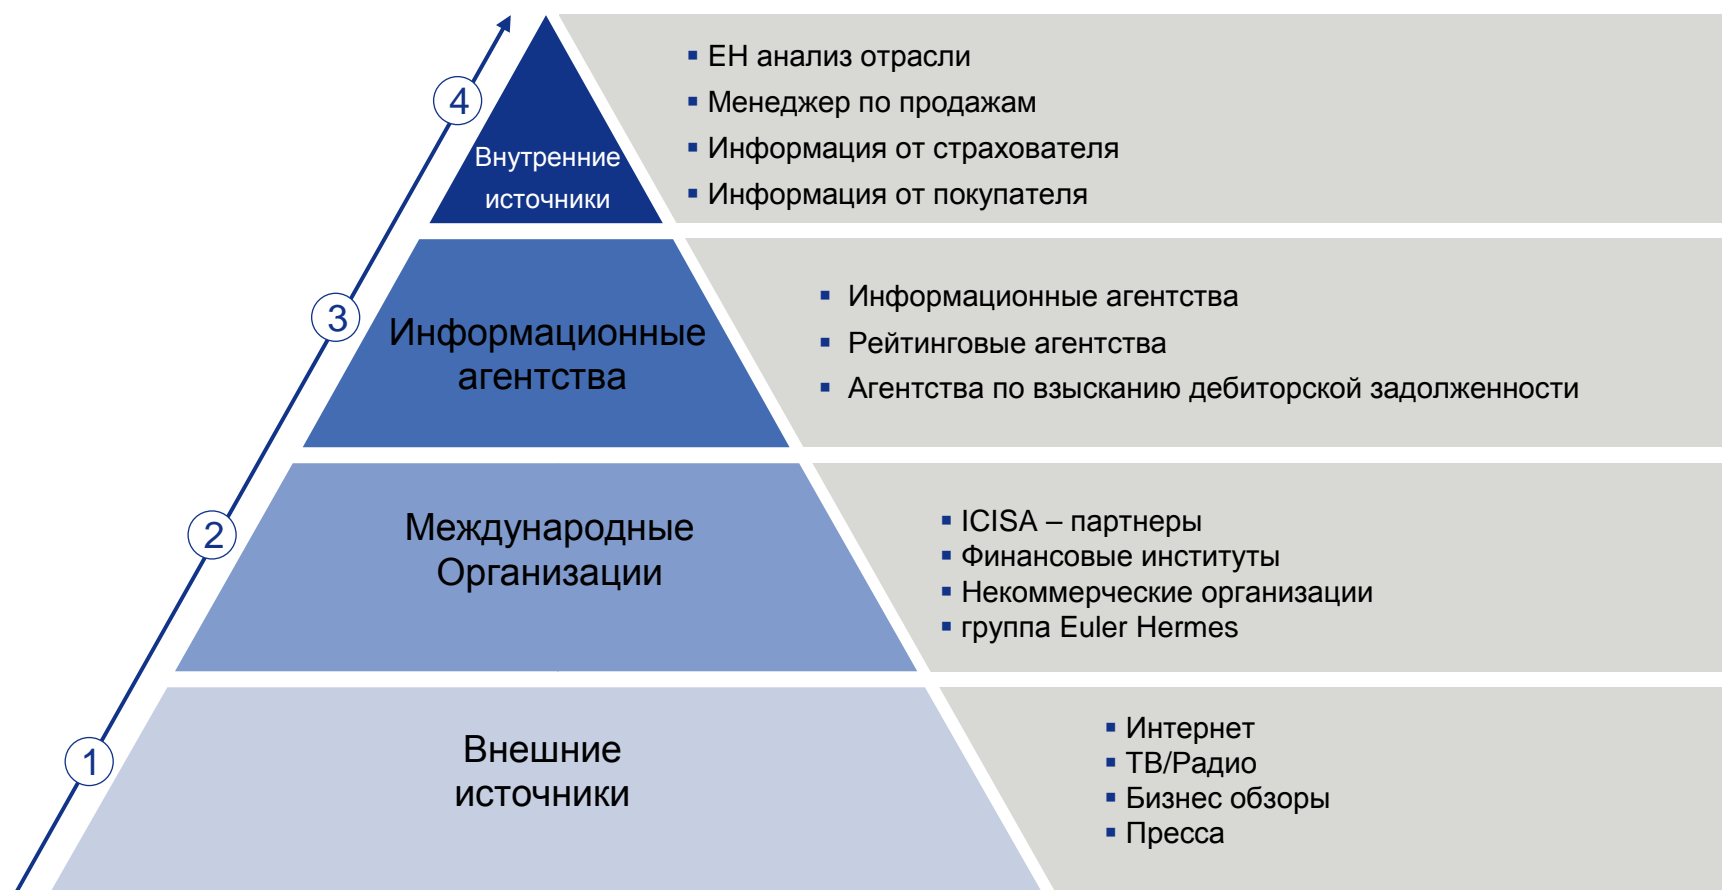 4
Внутренние
источники
ЕН анализ отрасли
Менеджер по продажам
Информация от страхователя
Информация от покупателя
3
Информационные
агентства
Информационные агентства
Рейтинговые агентства
Агентства по взысканию дебиторской задолженности
2
Международные
Организации
ICISA – партнеры
Финансовые институты
Некоммерческие организации
группа Euler Hermes
1
Внешние
источники
Интернет
ТВ/Радио
Бизнес обзоры
Пресса